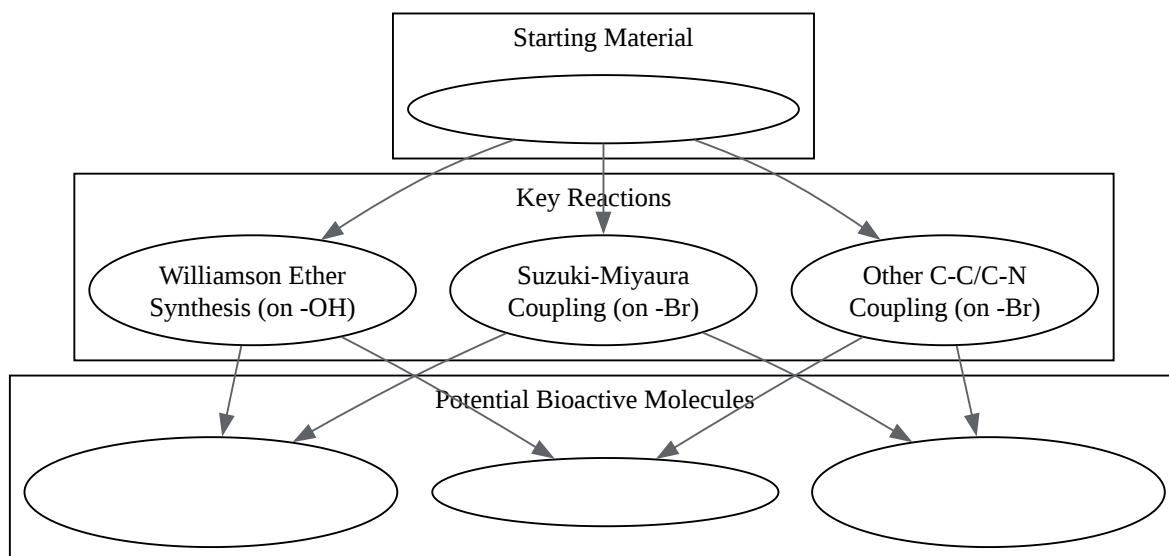 Starting Material
Key Reactions
Williamson Ether
Synthesis (on -OH)
Suzuki-Miyaura
Coupling (on -Br)
Other C-C/C-N
Coupling (on -Br)
Potential Bioactive Molecules